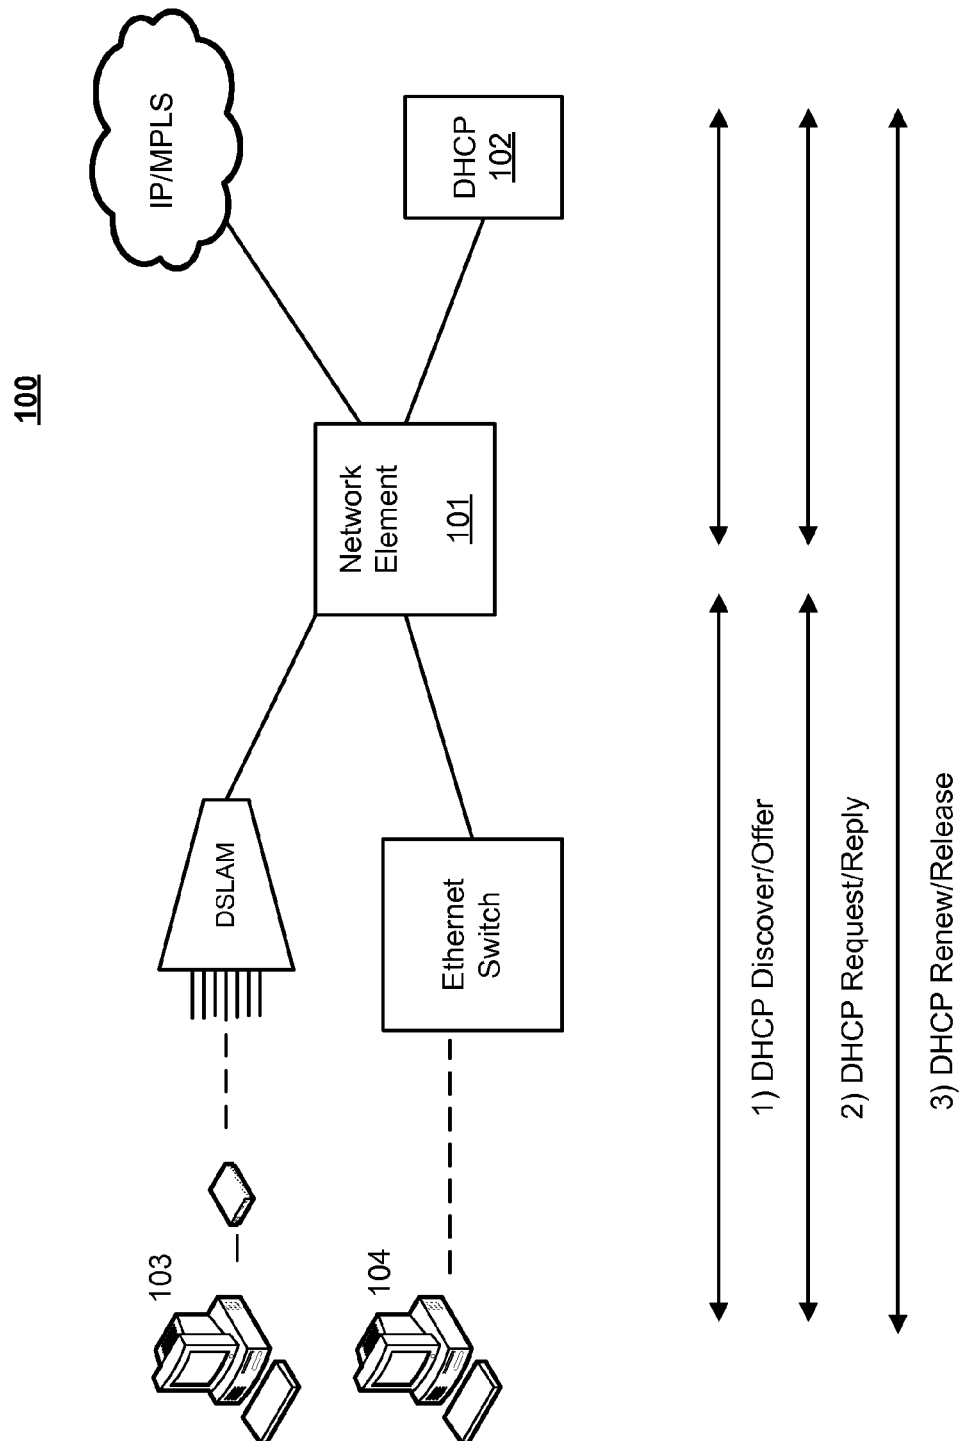 100
IP/MPLS
DHCP
102
Network
Element
101
DSLAM
Ethernet
Switch
103
104
1) DHCP Discover/Offer
2) DHCP Request/Reply
3) DHCP Renew/Release